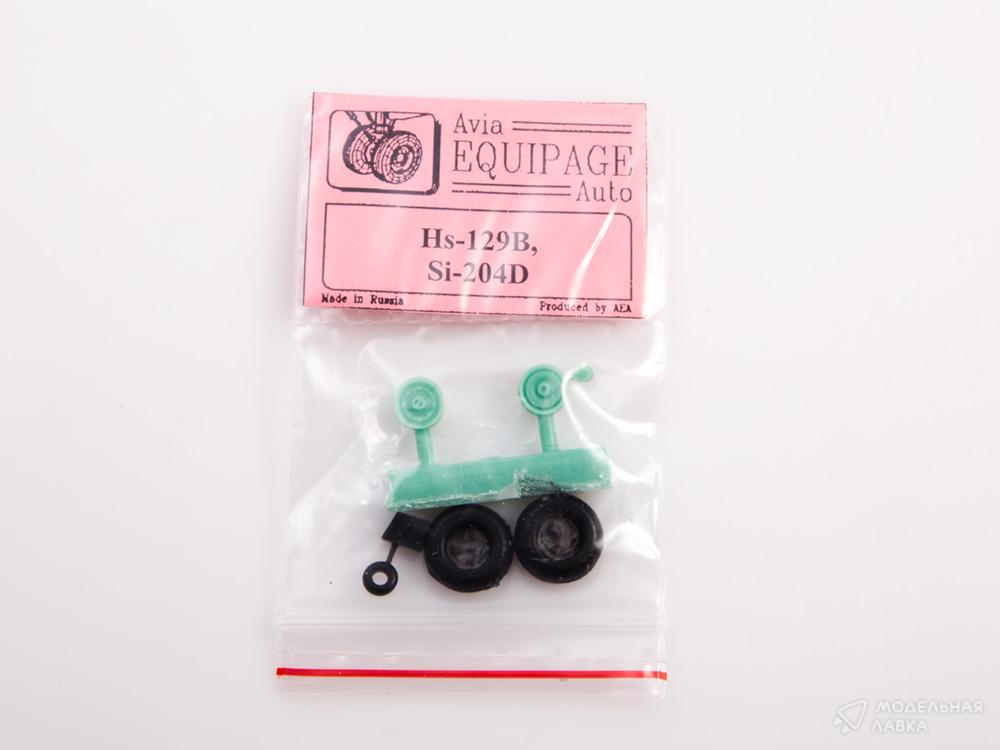 Avia
EQUIPAGE
Auto
Hs-129B,
Si-204D
Made in Russia
Produced by AEA
МОДЕЛЬНАЯ
ЛАВКА